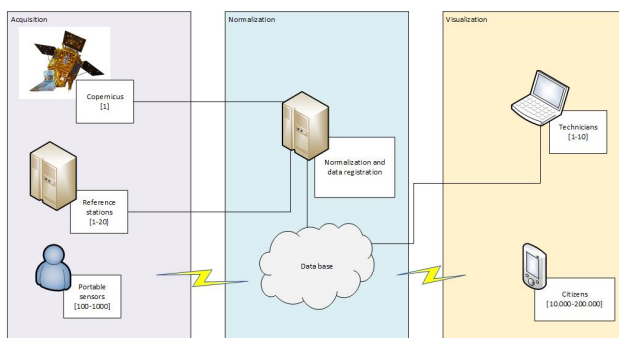 Acquisition
Normalization
Visualization
Copernicus
[1]
Reference
stations
[1-20]
Portable
sensors
[100-1000]
Normalization and
data registration
Data base
Technicians
[1-10]
Citizens
[10.000-200.000]